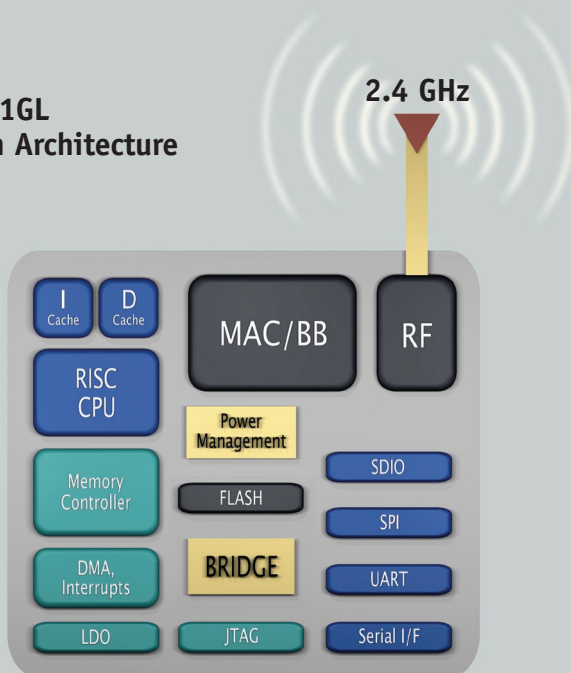 1GL
Architecture
2.4 GHz
I
Cache
D
Cache
MAC/BB
RF
RISC
CPU
Power
Management
SDIO
Memory
Controller
FLASH
SPI
DMA,
Interrupts
BRIDGE
UART
LDO
JTAG
Serial I/F